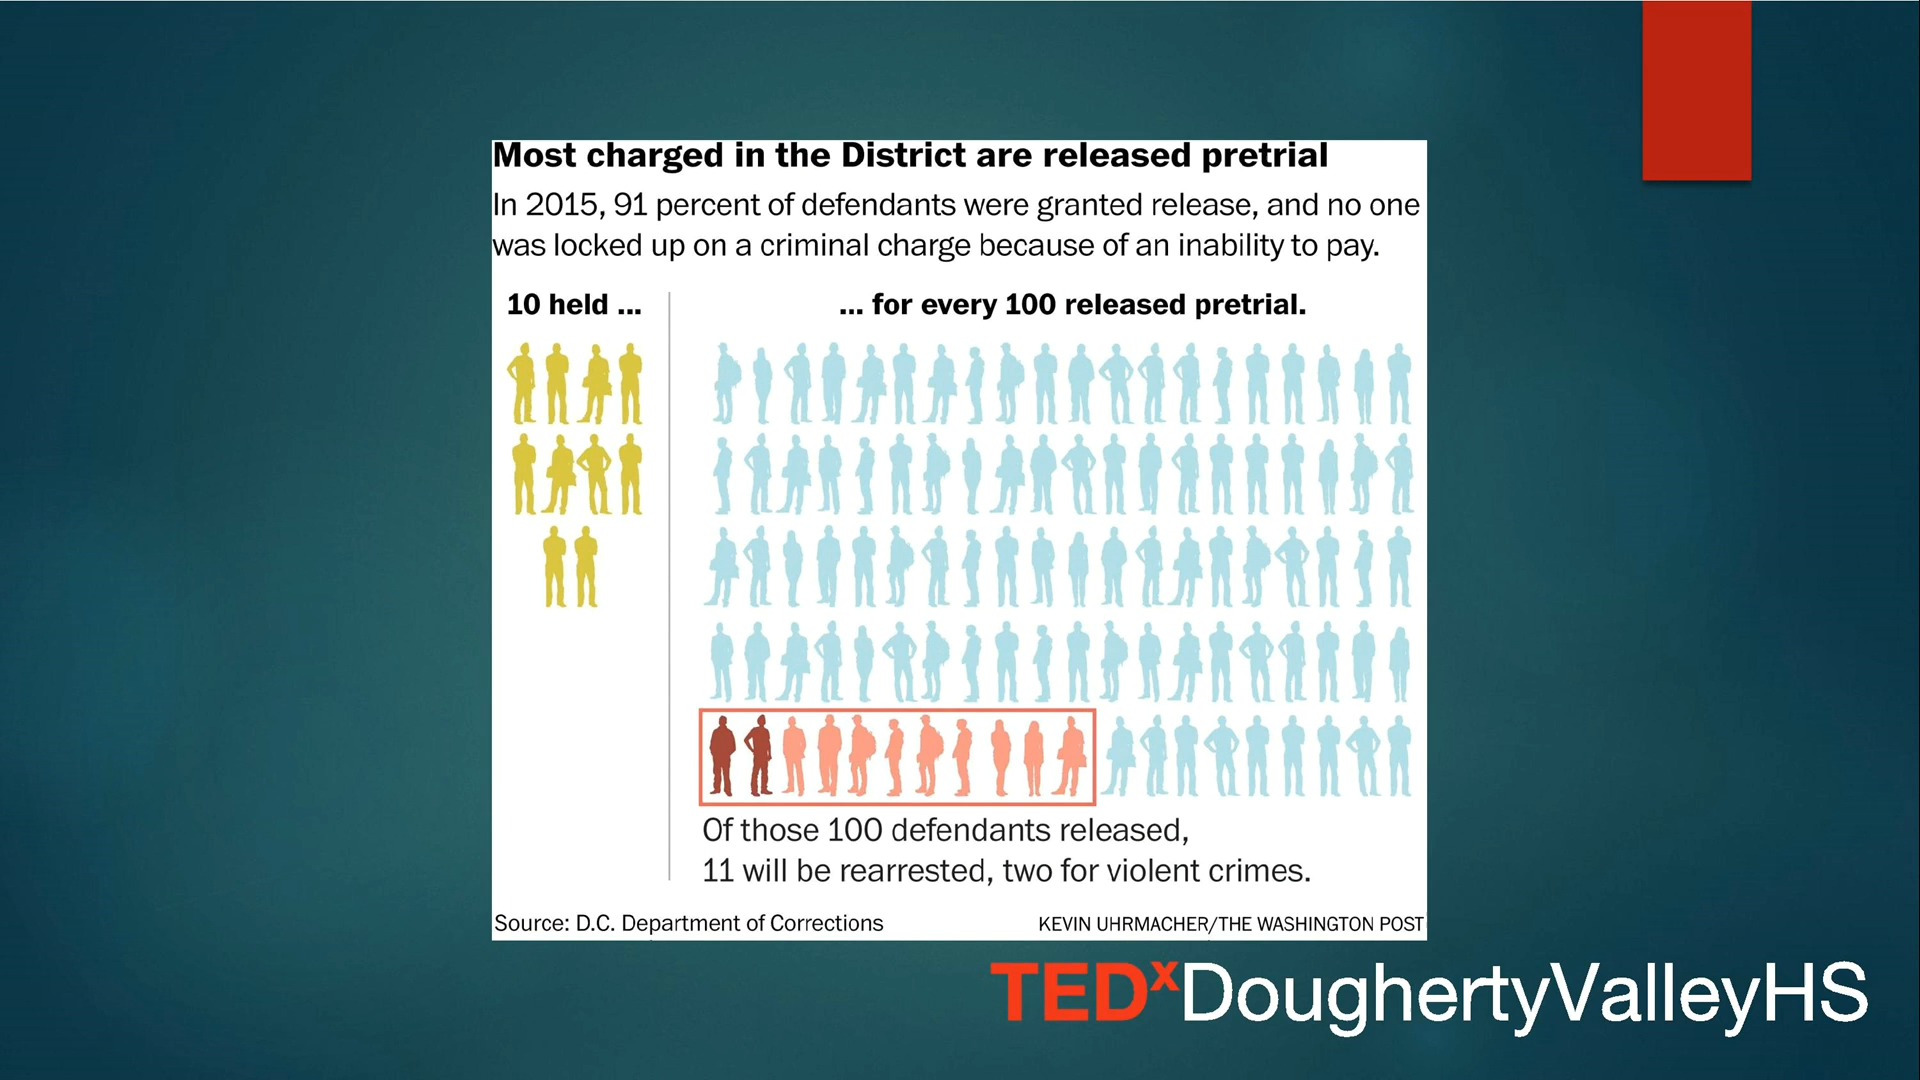 Most charged in the District are released pretrial
In 2015, 91 percent of defendants were granted release, and no one
was locked up on a criminal charge because of an inability to pay.
10 held ...
... for every 100 released pretrial.
Of those 100 defendants released,
11 will be rearrested, two for violent crimes.
Source: D.C. Department of Corrections
KEVIN UHRMACHER/THE WASHINGTON POST
TEDxDoughertyValleyHS